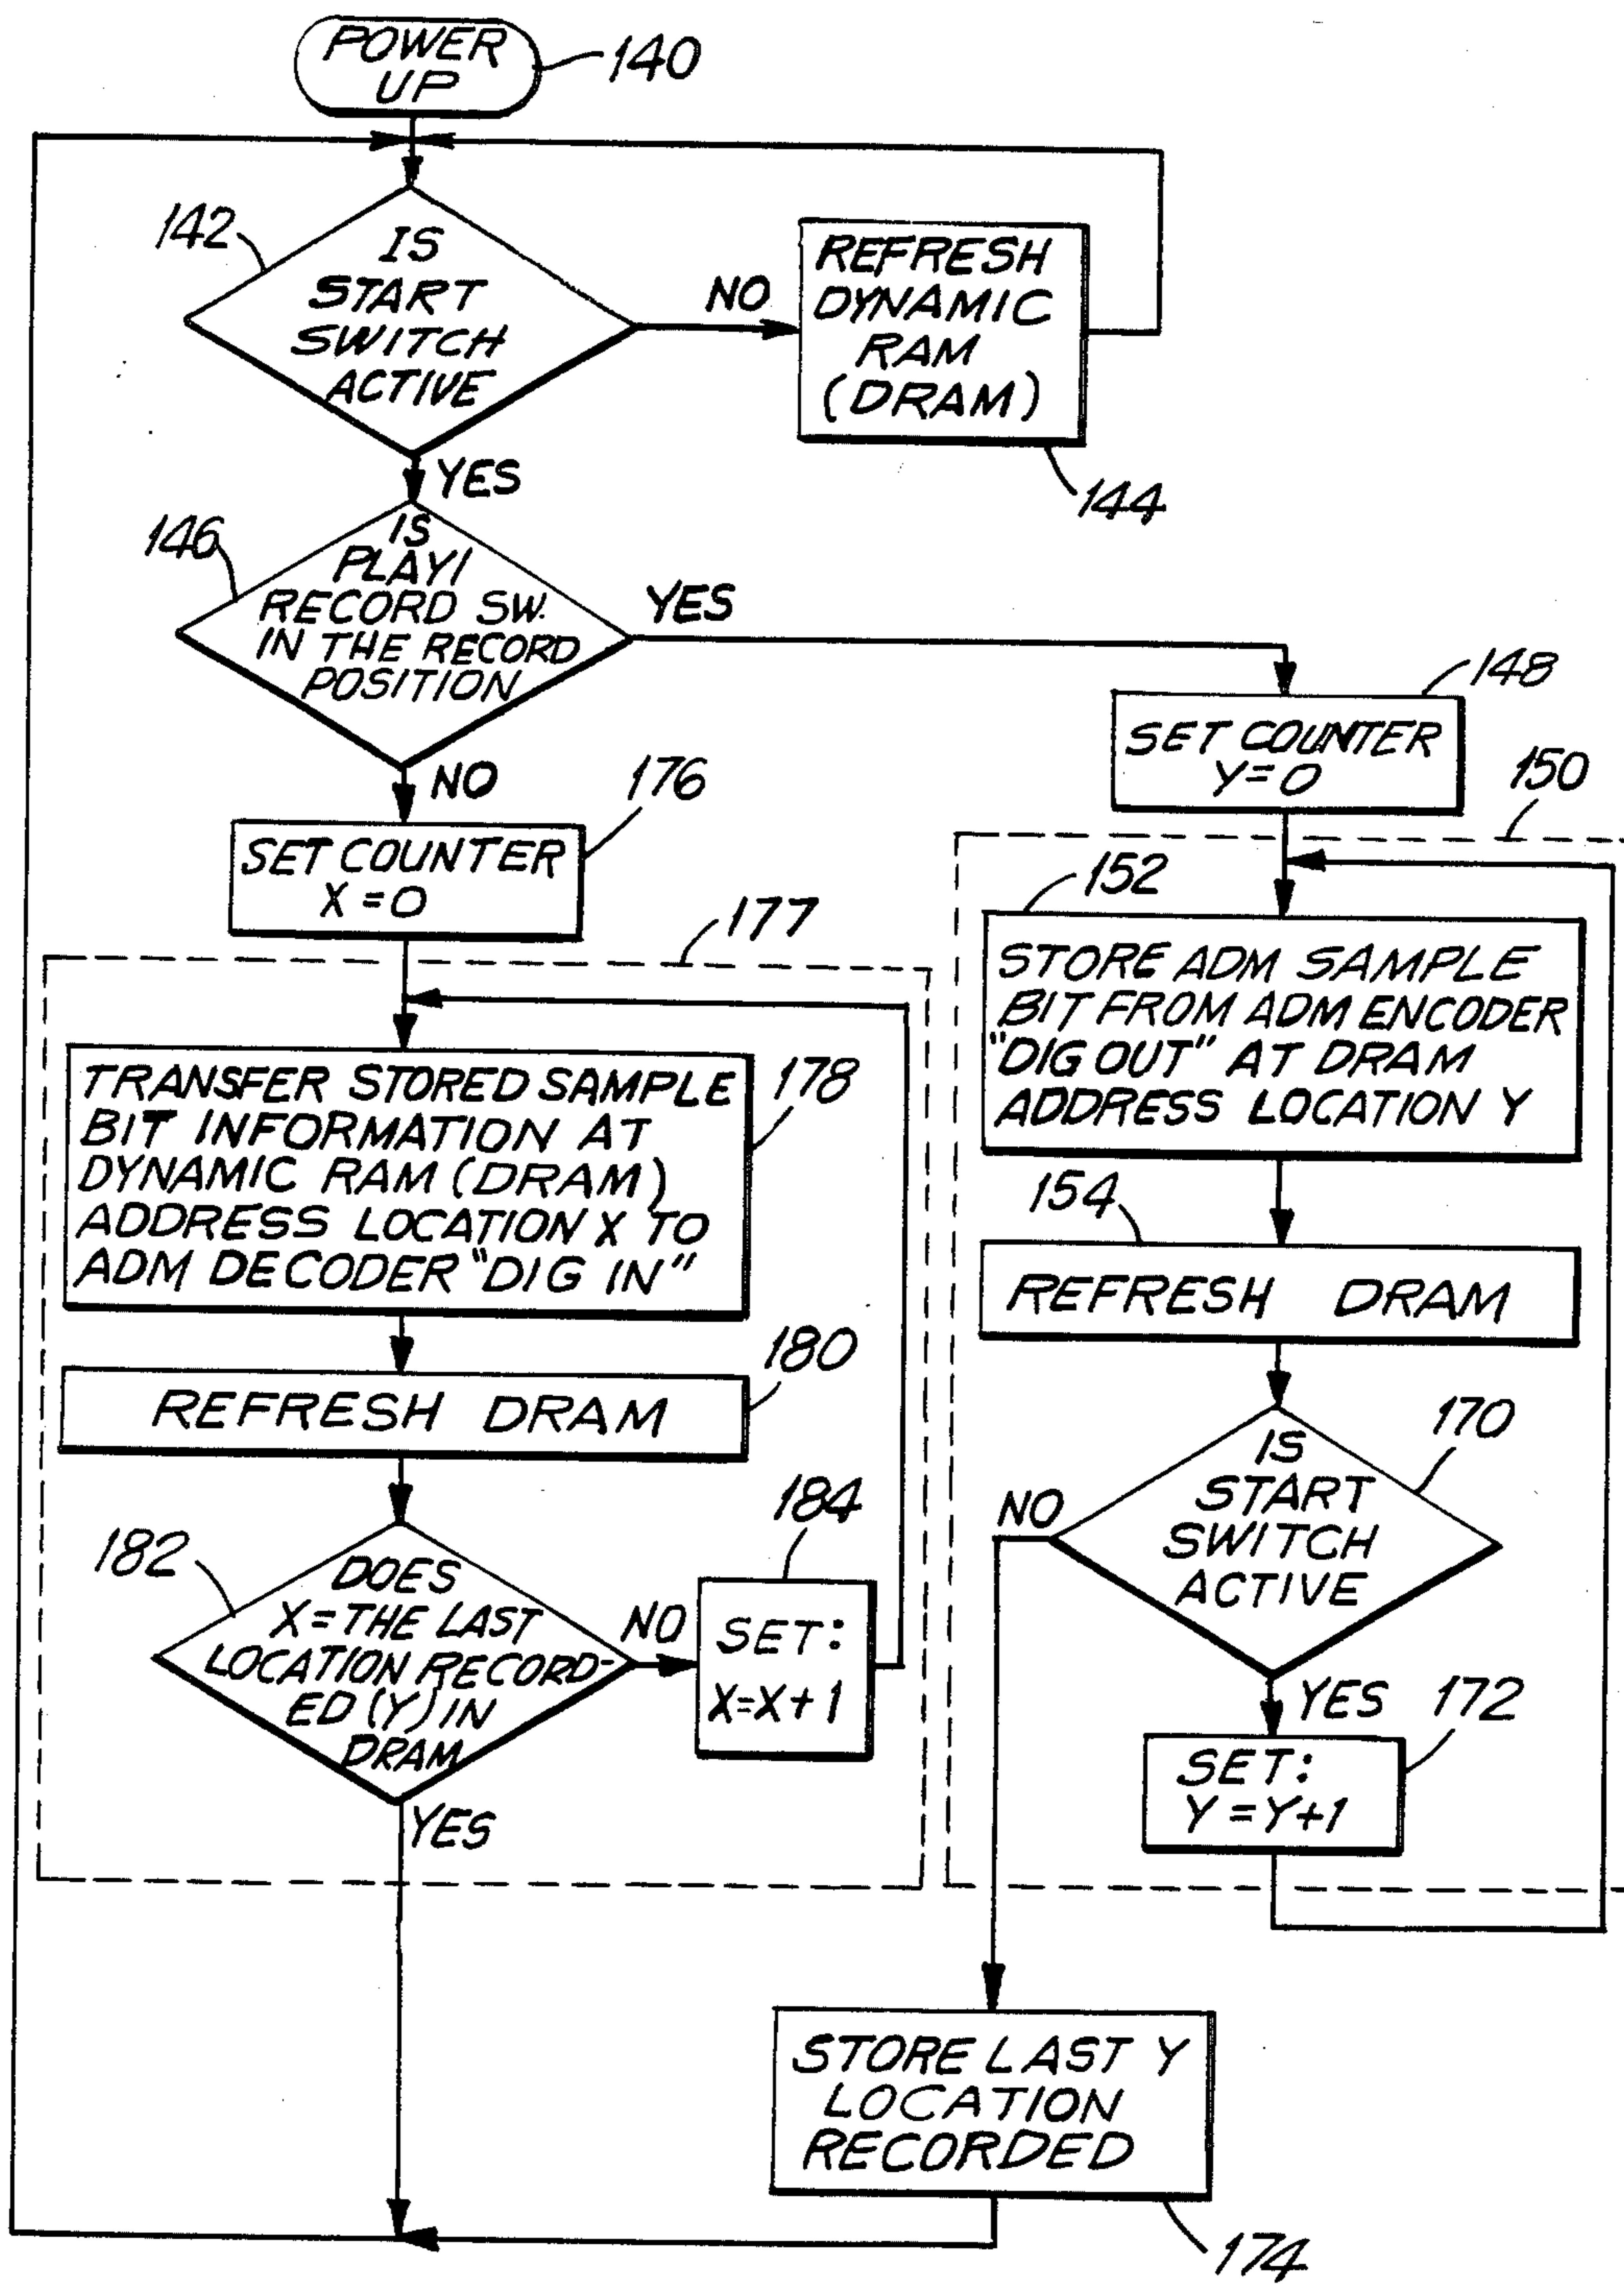 POWER
UP
140
142
IS
START
SWITCH
ACTIVE
NO
REFRESH
DYNAMIC
RAM
(DRAM)
144
YES
146
IS
PLAY/
RECORD SW.
IN THE RECORD
POSITION
YES
148
SET COUNTER
Y=0
150
NO
176
SET COUNTER
X=0
177
152
STORE ADM SAMPLE
BIT FROM ADM ENCODER
"DIG OUT" AT DRAM
ADDRESS LOCATION Y
178
TRANSFER STORED SAMPLE
BIT INFORMATION AT
DYNAMIC RAM (DRAM)
ADDRESS LOCATION X TO
ADM DECODER "DIG IN"
154
REFRESH DRAM
180
REFRESH DRAM
170
IS
START
SWITCH
ACTIVE
NO
182
DOES
X=THE LAST
LOCATION RECORD-
ED (Y) IN
DRAM
NO
184
SET:
X=X+1
YES
172
SET:
Y=Y+1
YES
STORE LAST Y
LOCATION
RECORDED
174